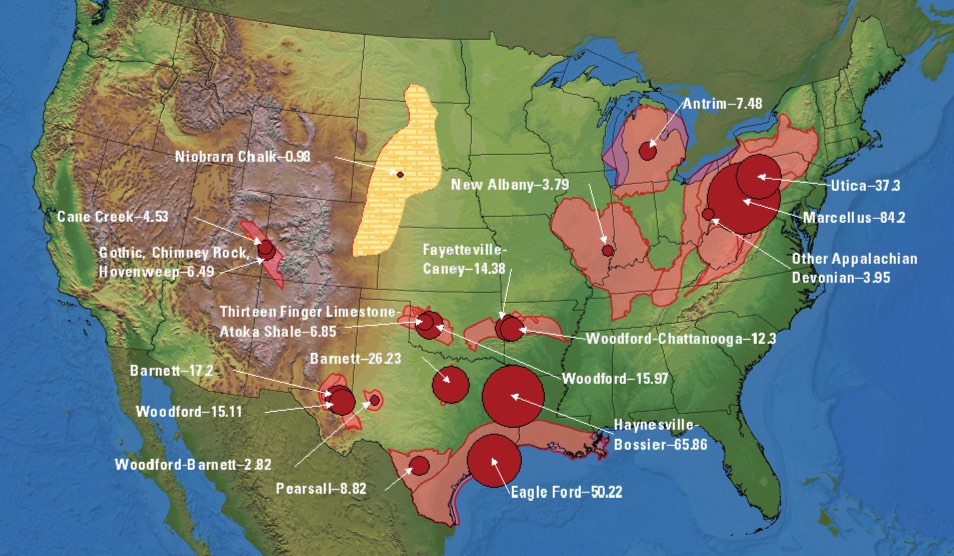 Antrim–7.48
Niobrara Chalk–0.98
New Albany–3.79
Utica–37.3
Cane Creek–4.53
Marcellus–84.2
Gothic, Chimney Rock,
Hovenweep–6.49
Fayetteville-
Caney–14.38
Other Appalachian
Devonian–3.95
Thirteen Finger Limestone-
Atoka Shale–6.85
Woodford-Chattanooga–12.3
Barnett–26.23
Barnett–17.2
Woodford–15.97
Woodford–15.11
Haynesville-
Bossier–65.86
Woodford-Barnett–2.82
Pearsall–8.82
Eagle Ford–50.22